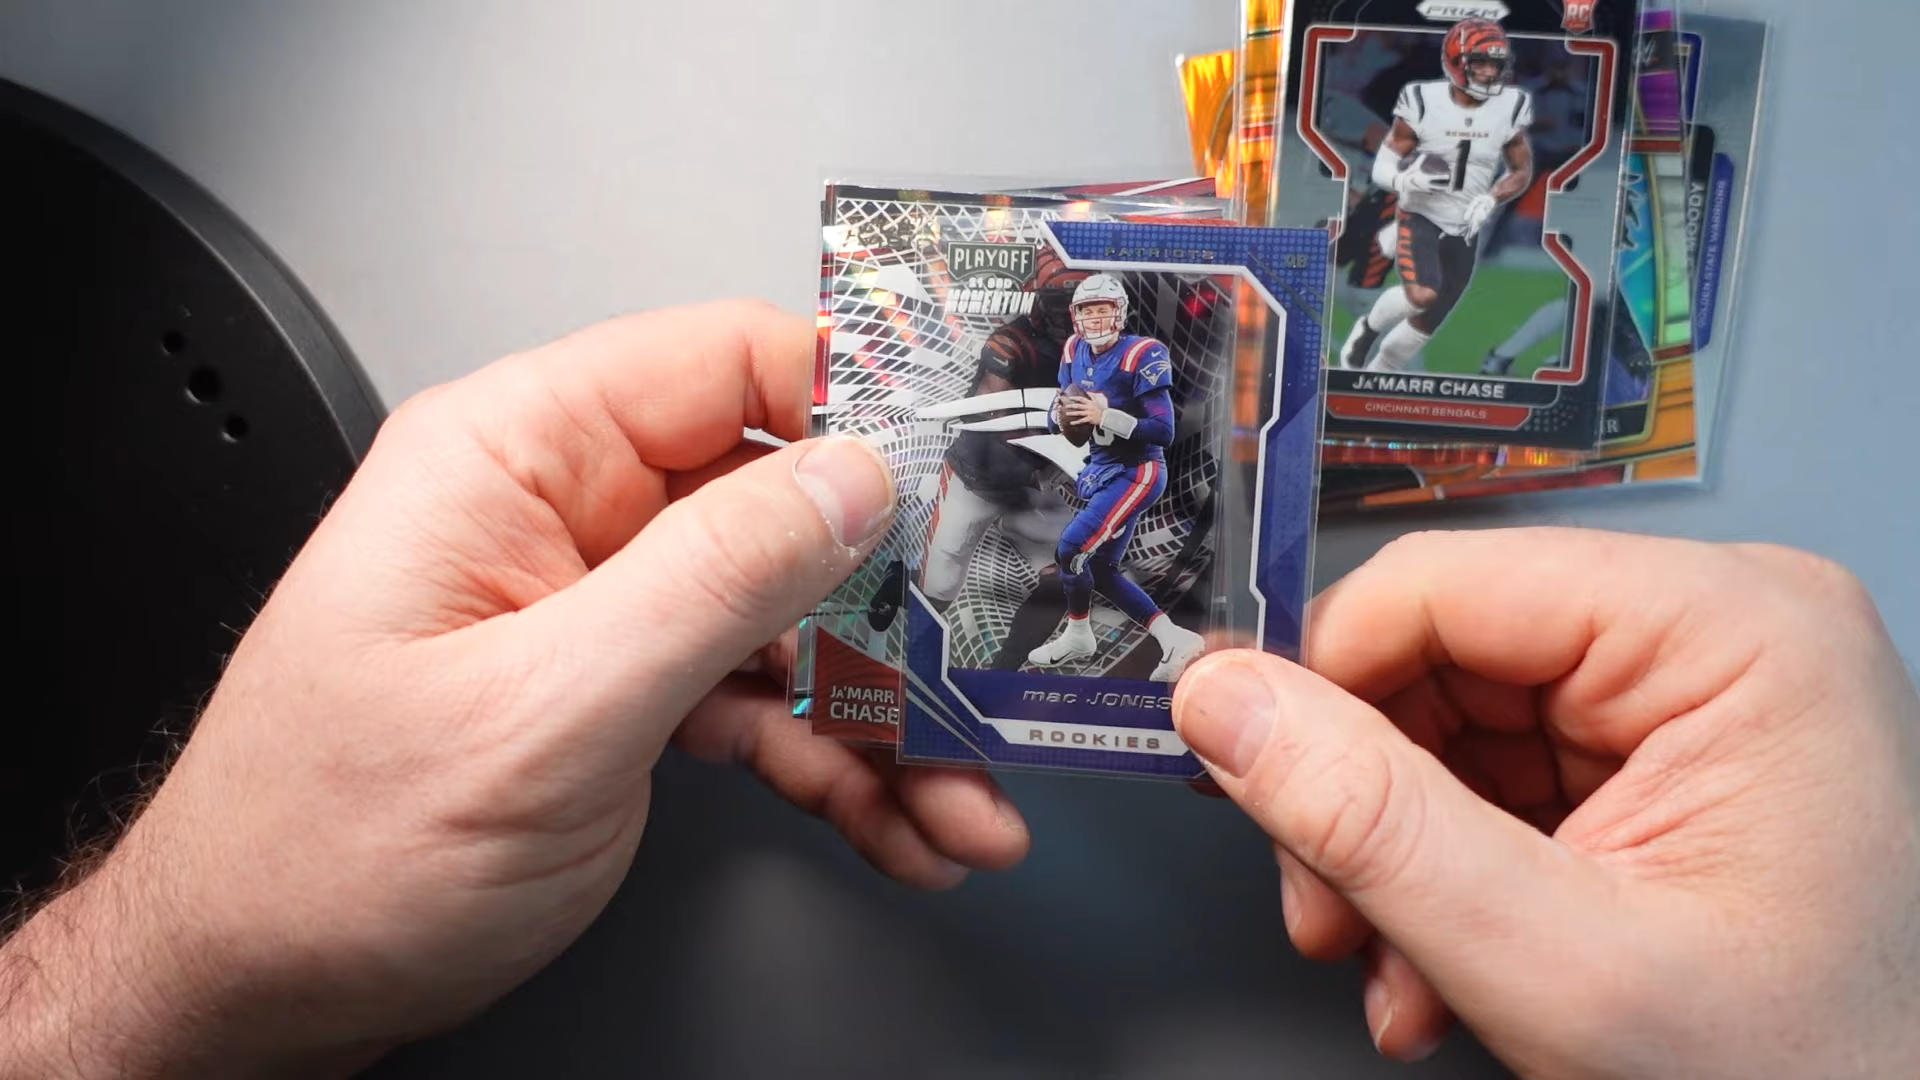 PRIZM
RC
JA'MARR CHASE
CINCINNATI BENGALS
MOODY
GOLDEN STATE WARRIORS
PATRIOTS
QB
PLAYOFF
MOMENTUM
1
mac JONES
ROOKIES
JA'MARR
CHASE